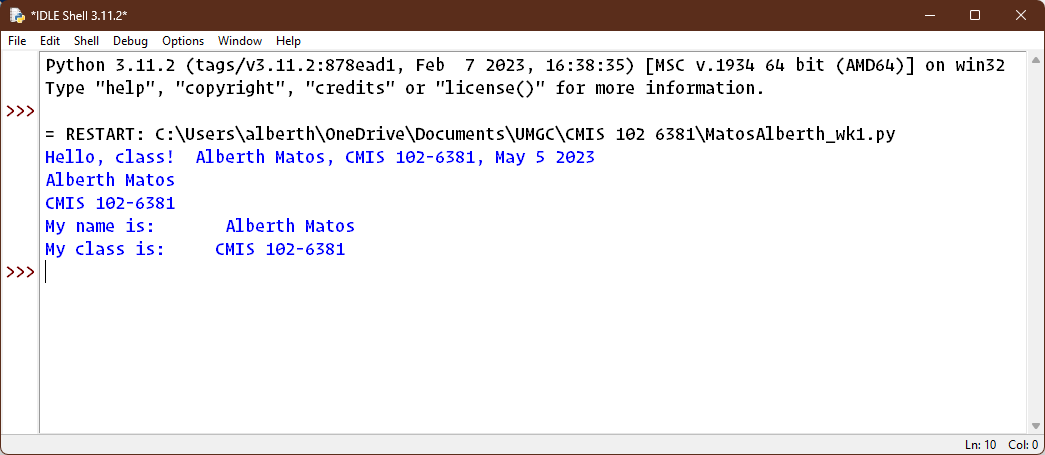 *IDLE Shell 3.11.2*
File Edit Shell Debug Options Window Help
Python 3.11.2 (tags/v3.11.2:878ead1, Feb  7 2023, 16:38:35) [MSC v.1934 64 bit (AMD64)] on win32
Type "help", "copyright", "credits" or "license()" for more information.
>>>
= RESTART: C:\Users\alberth\OneDrive\Documents\UMGC\CMIS 102 6381\MatosAlberth_wk1.py
Hello, class!  Alberth Matos, CMIS 102-6381, May 5 2023
Alberth Matos
CMIS 102-6381
My name is:       Alberth Matos
My class is:     CMIS 102-6381
>>>
Ln: 10 Col: 0